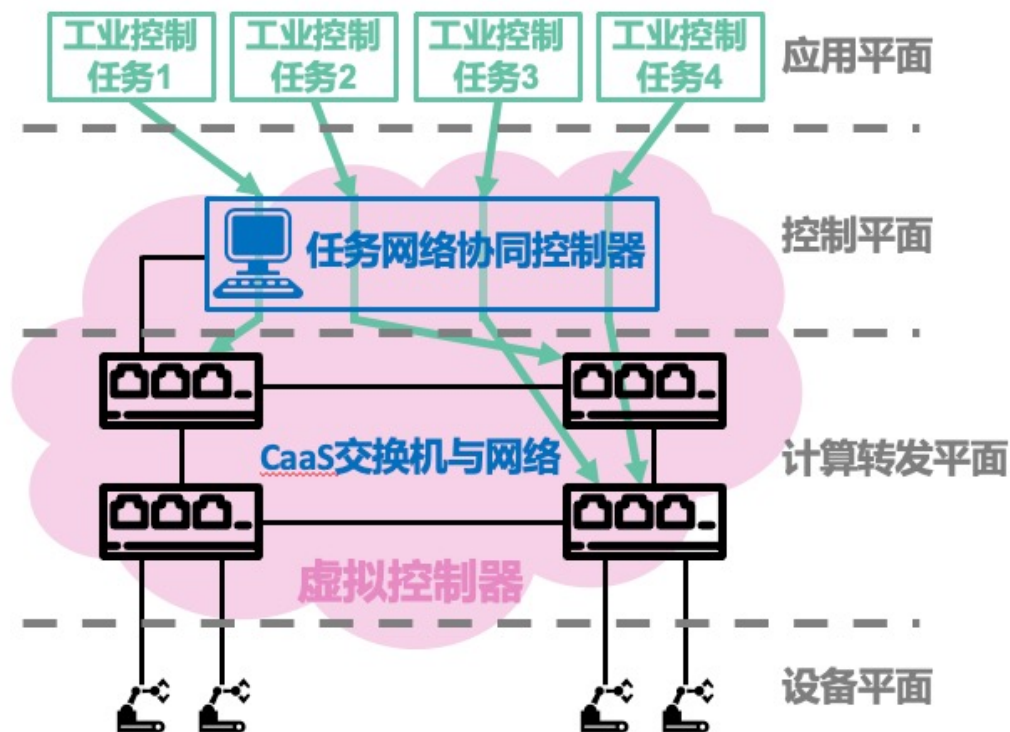 工业控制
任务1
工业控制
任务2
工业控制
任务3
工业控制
任务4
应用平面
任务网络协同控制器
控制平面
CaaS交换机与网络
计算转发平面
虚拟控制器
设备平面